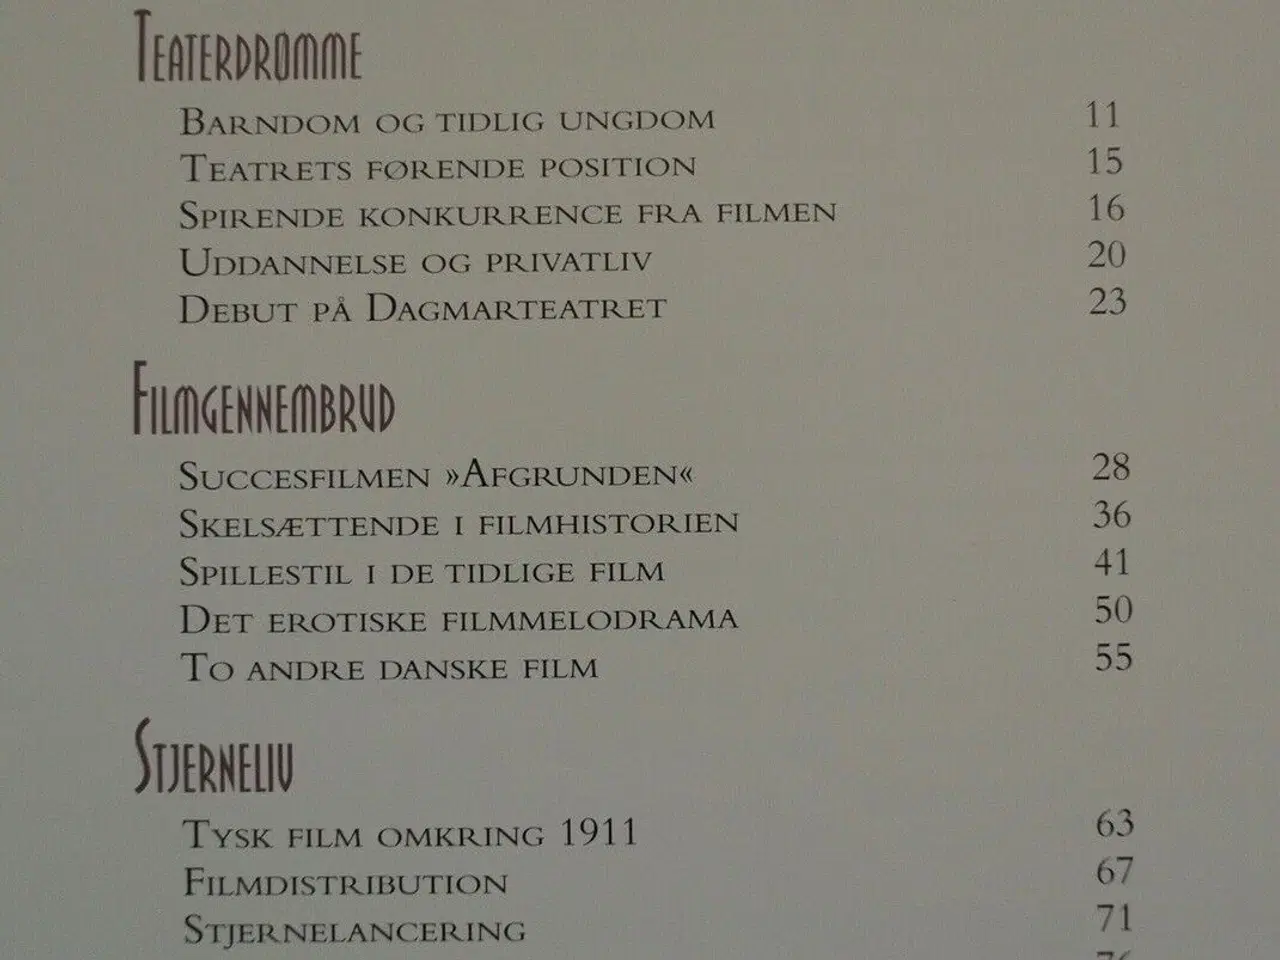 TEATERDRØMME
BARNDOM OG TIDLIG UNGDOM 11
TEATRETS FØRENDE POSITION 15
SPIRENDE KONKURRENCE FRA FILMEN 16
UDDANNELSE OG PRIVATLIV 20
DEBUT PÅ DAGMARTEATRET 23
FILMGENNEMBRUD
SUCCESFILMEN »AFGRUNDEN« 28
SKELSÆTTENDE I FILMHISTORIEN 36
SPILLESTIL I DE TIDLIGE FILM 41
DET EROTISKE FILMMELODRAMA 50
TO ANDRE DANSKE FILM 55
STJERNELIV
TYSK FILM OMKRING 1911 63
FILMDISTRIBUTION 67
STJERNELANCERING 71